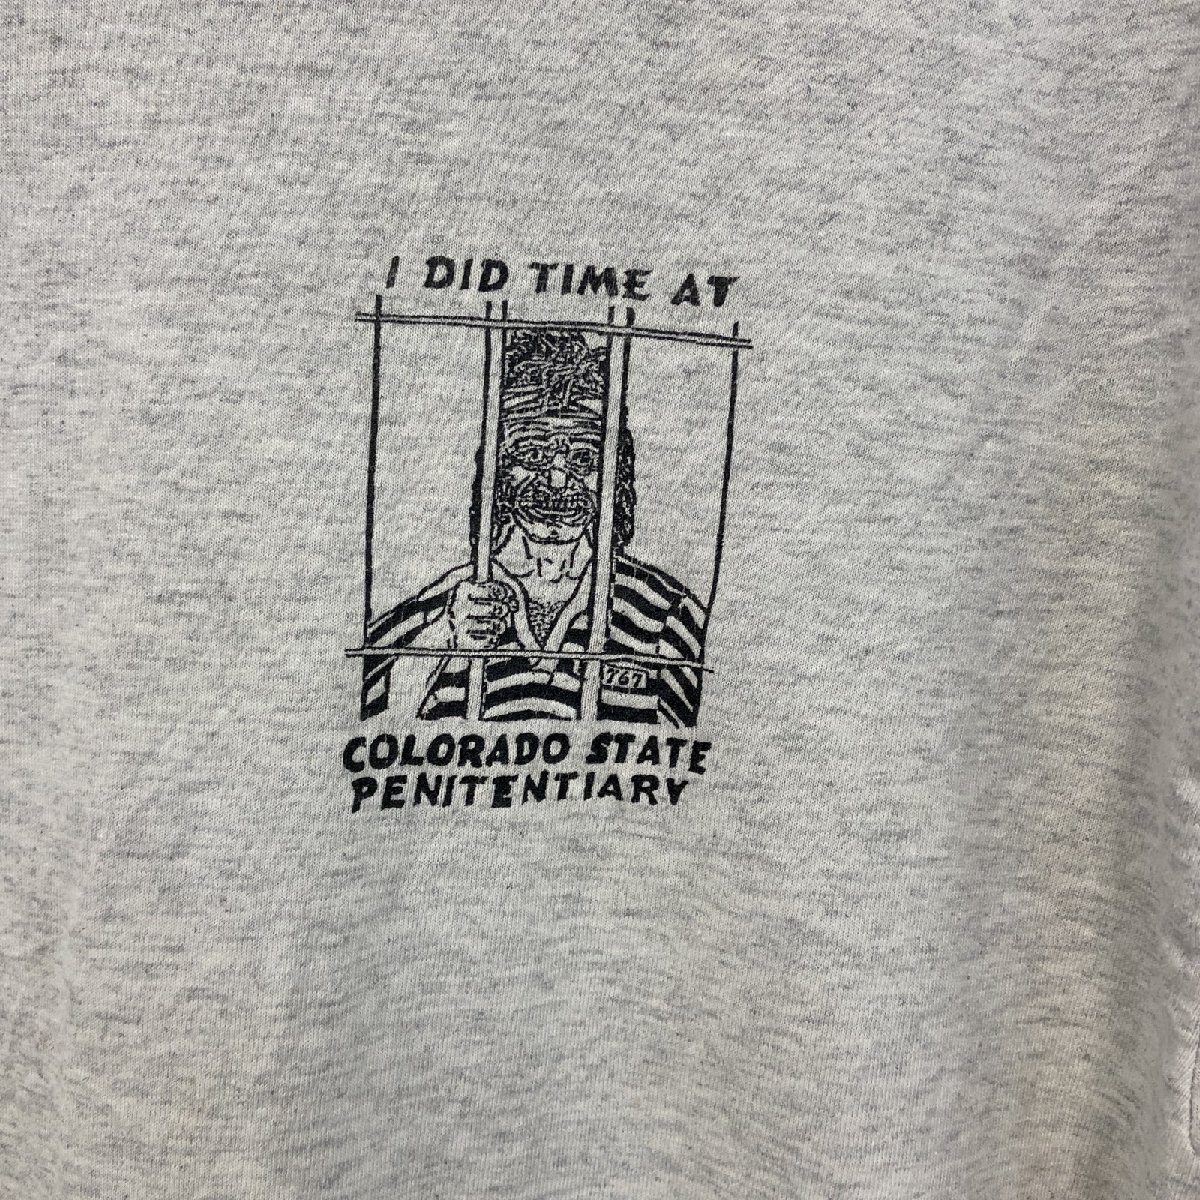 I DID TIME AT
767
COLORADO STATE
PENITENTIARY